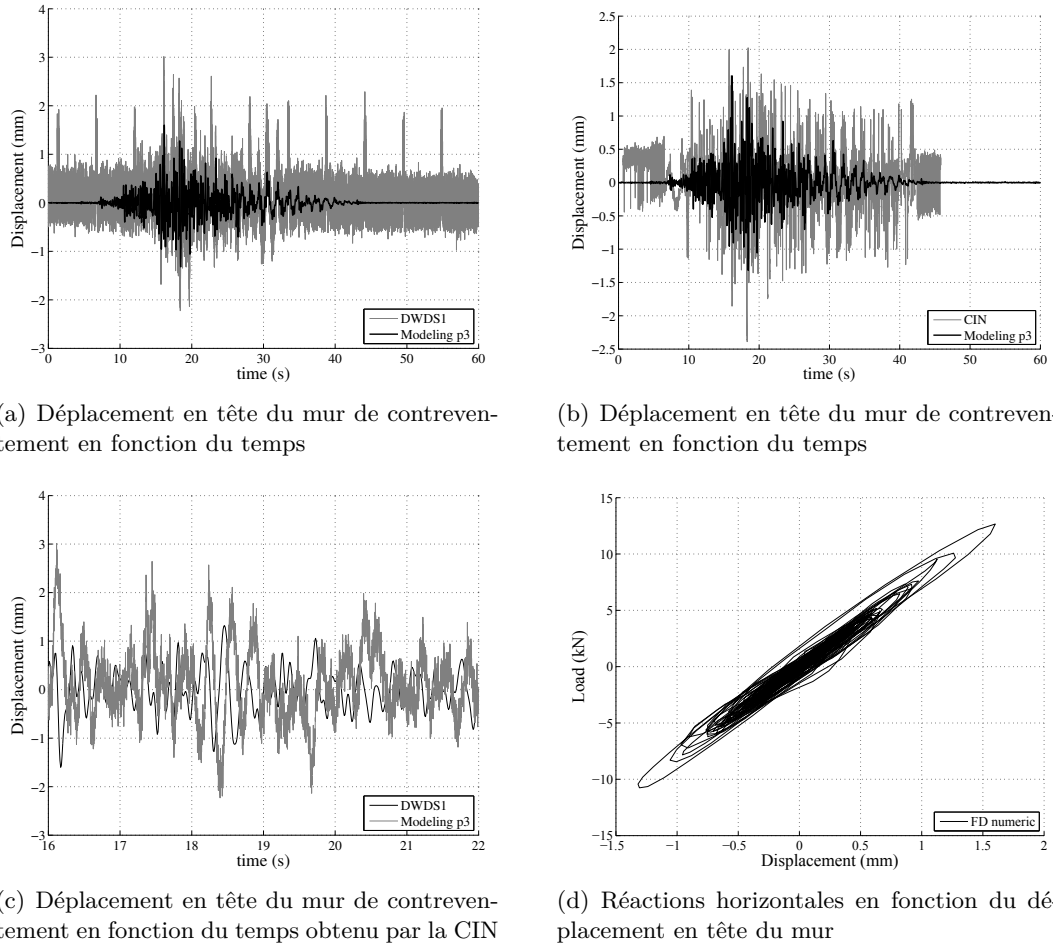 4
3
2
1
0
−1
−2
−3
0 10 20 30 40 50 60
time (s)
Displacement (mm)
DWDS1
Modeling p3
2.5
2
1.5
1
0.5
0
−0.5
−1
−1.5
−2
−2.5
0 10 20 30 40 50 60
time (s)
Displacement (mm)
CIN
Modeling p3
(a) Déplacement en tête du mur de contreven-
tement en fonction du temps
(b) Déplacement en tête du mur de contreven-
tement en fonction du temps
4
3
2
1
0
−1
−2
−3
16 17 18 19 20 21 22
time (s)
Displacement (mm)
DWDS1
Modeling p3
15
10
5
0
−5
−10
−15
−1.5 −1 −0.5 0 0.5 1 1.5 2
Displacement (mm)
Load (kN)
FD numeric
(c) Déplacement en tête du mur de contreven-
tement en fonction du temps obtenu par la CIN
(d) Réactions horizontales en fonction du dé-
placement en tête du mur